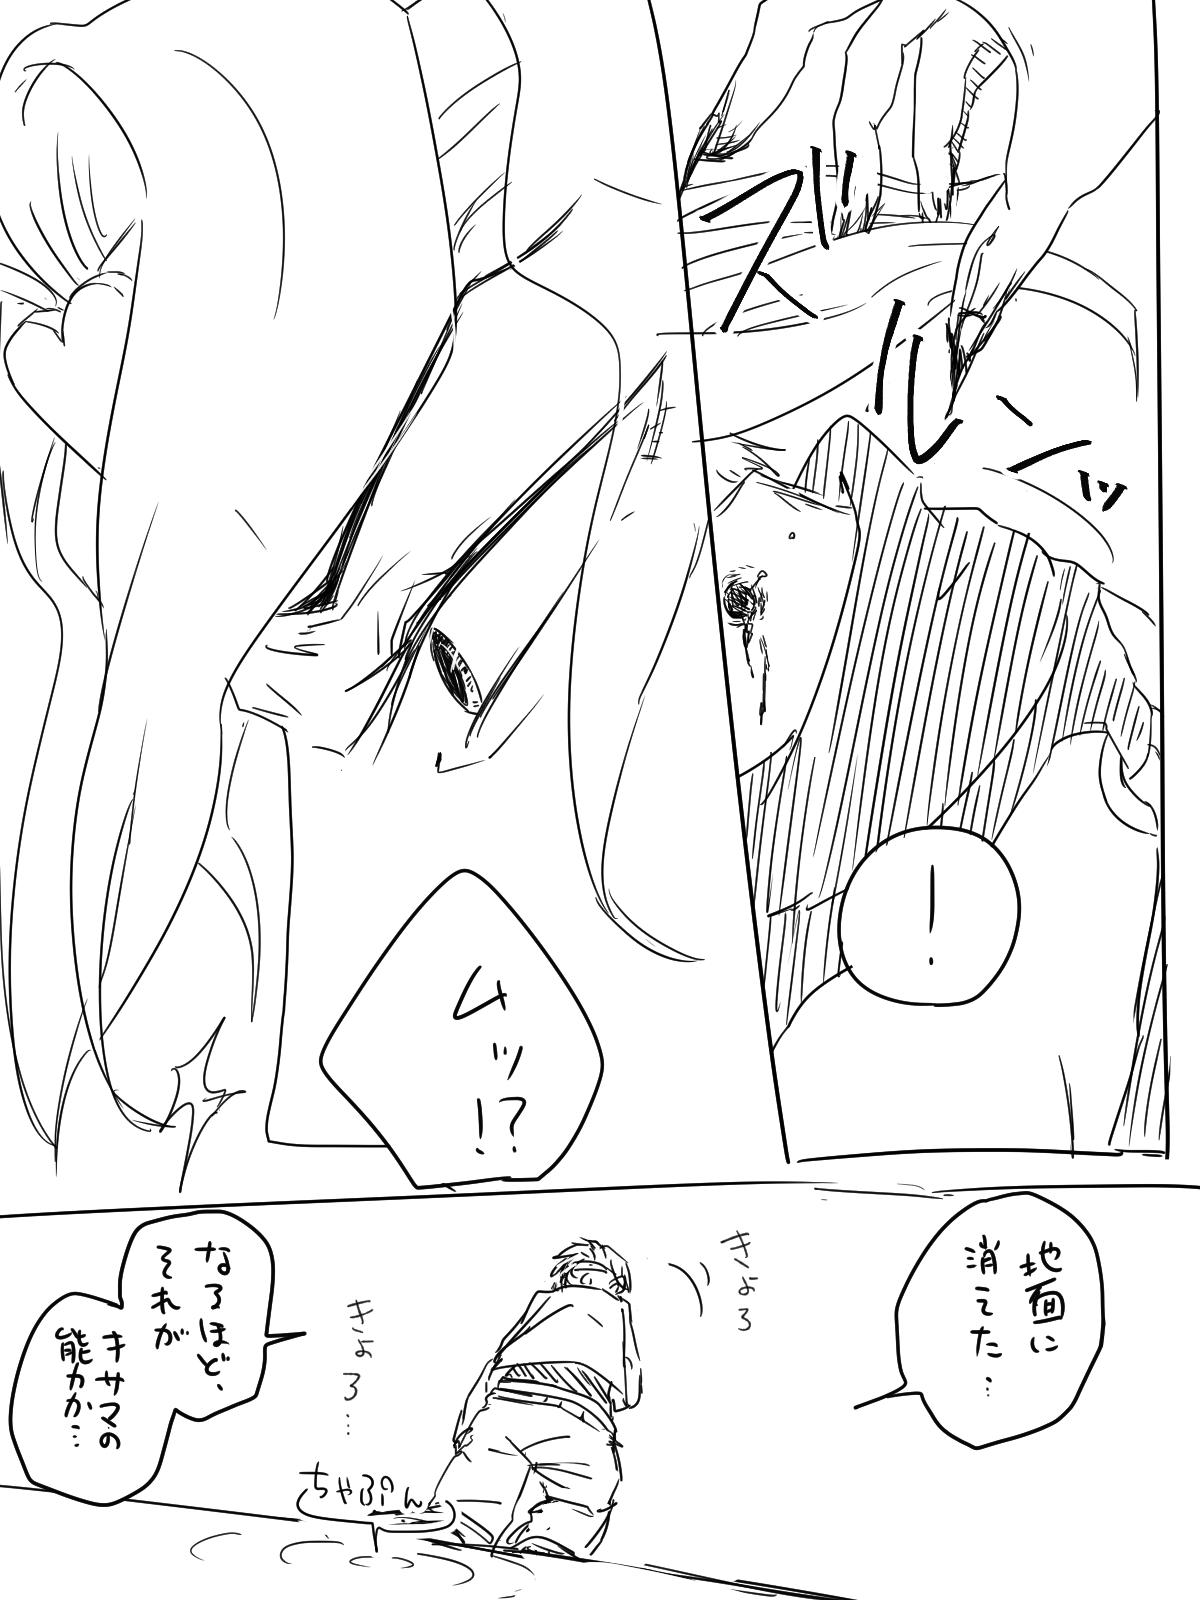 ズルンッ
！
ムッ
！？
地面に
消えた…
きょろ
きょろ…
なるほど、
それが
キサマの
能力か…
ちゃぷん